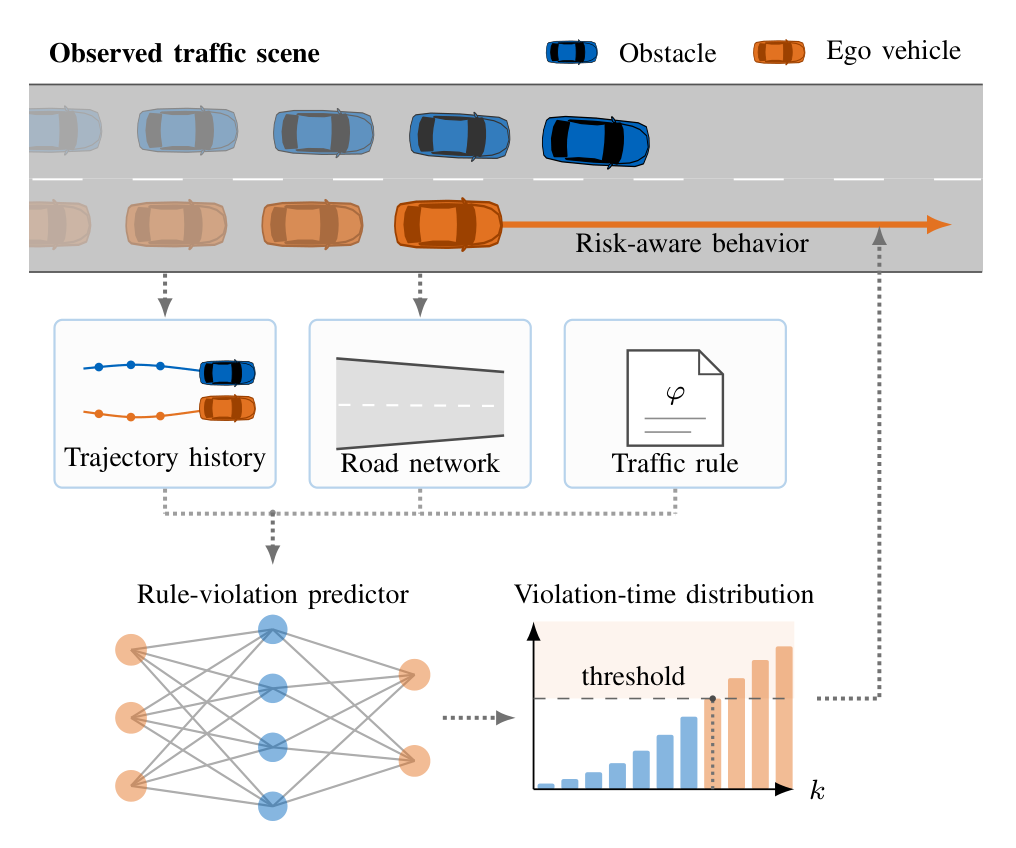 Observed traffic scene
Obstacle
Ego vehicle
Risk-aware behavior
Trajectory history
Road network
φ
Traffic rule
Rule-violation predictor
Violation-time distribution
threshold
k